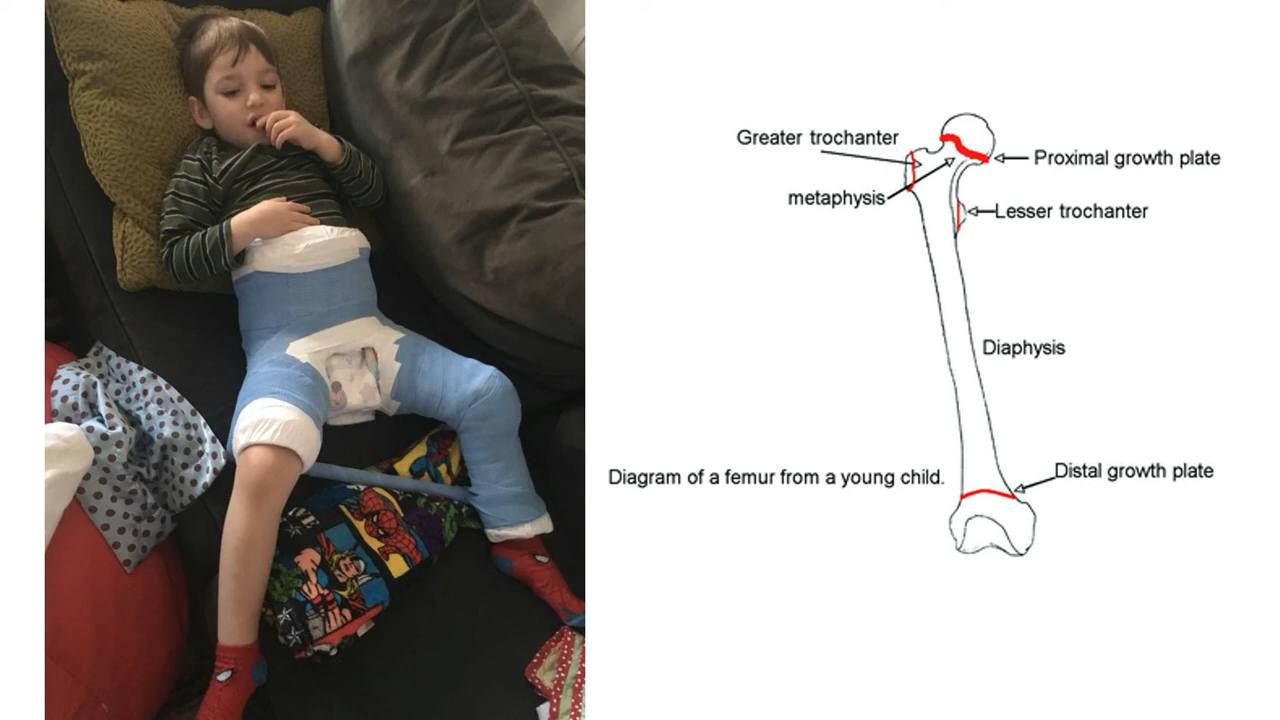 Greater trochanter
Proximal growth plate
metaphysis
Lesser trochanter
Diaphysis
Distal growth plate
Diagram of a femur from a young child.